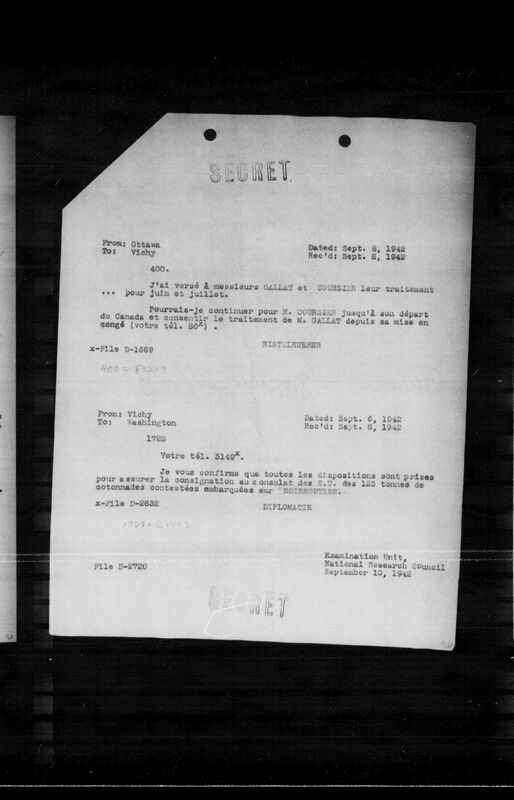 SECRET
From: Ottawa
To: Vichy
Dated: Sept. 8, 1942
Rec'd: Sept. 8, 1942
400.
J'ai versé à messieurs GALLAT et COURSIER leur traitement
... pour juin et juillet.
Pourrais-je continuer pour M. COURSIER jusqu'à son départ
du Canada et consentir le traitement de M. GALLAT depuis sa mise en
congé (votre tél. 86x) .
RISTELHUEBER
x-File D-1669
400 =
From: Vichy
To: Washington
Dated: Sept. 6, 1942
Rec'd: Sept. 8, 1942
1728
Votre tél. 3149x.
Je vous confirme que toutes les dispositions sont prises
pour assurer la consignation au consulat des E.U. des 125 tonnes de
cotonnades contestées embarquées sur NOIRMOUTIER.
x-File D-2632
DIPLOMATIE
File D-2720
Examination Unit,
National Research Council
September 10, 1942
SECRET